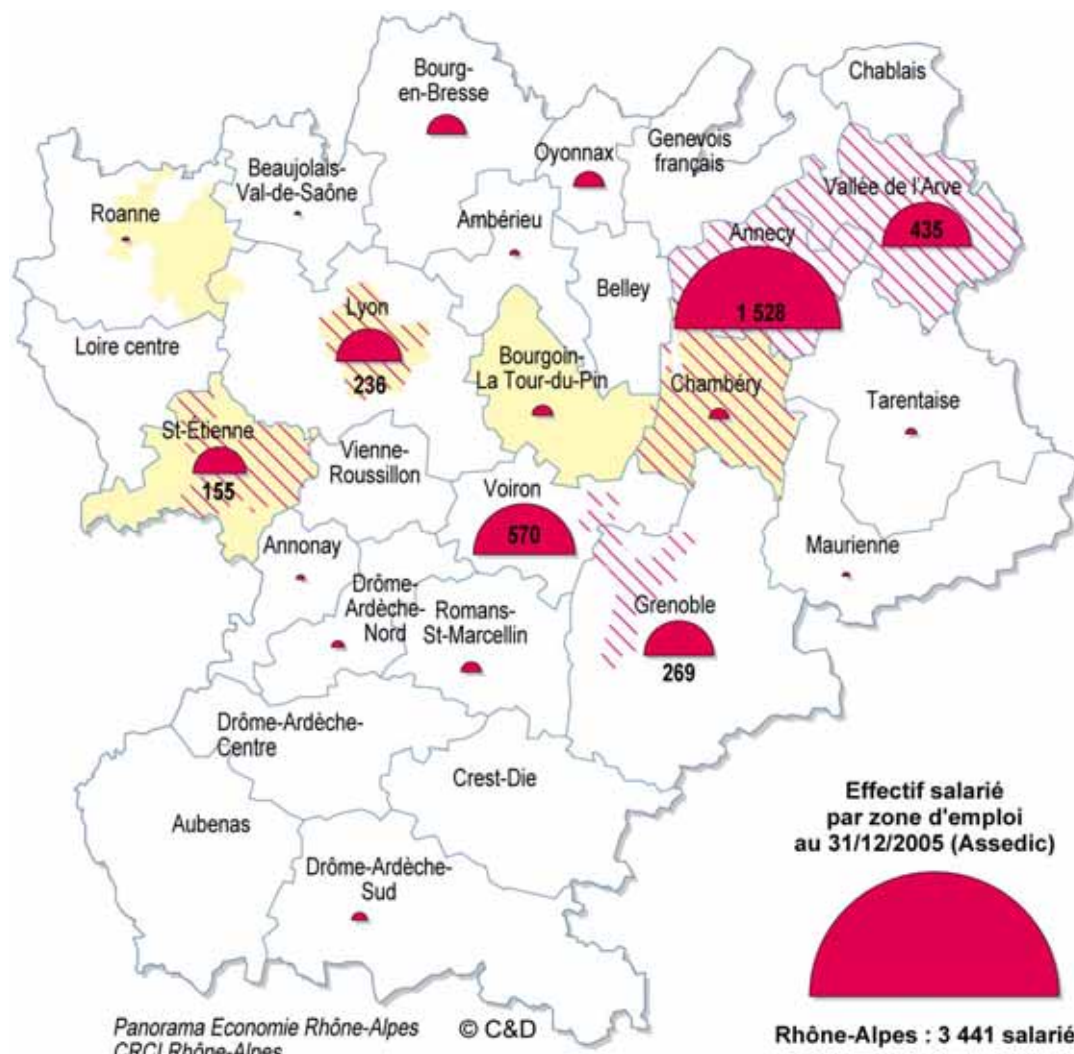 Bourg-
en-Bresse
Chablais
Oyonnax
Genevois
français
Beaujolais-
Val-de-Saône
Vallée de l'Arve
Roanne
Ambérieu
Annecy
435
Belley
1 528
Lyon
Loire centre
236
Bourgoin-
La Tour-du-Pin
Chambéry
Tarentaise
St-Étienne
155
Vienne-
Roussillon
Voiron
570
Annonay
Maurienne
Drôme-
Ardèche-
Nord
Romans-
St-Marcellin
Grenoble
269
Drôme-Ardèche-
Centre
Crest-Die
Aubenas
Drôme-Ardèche-
Sud
Effectif salarié
par zone d'emploi
au 31/12/2005 (Assedic)
Rhône-Alpes : 3 441 salarié
Panorama Economie Rhône-Alpes
CRCI Rhône-Alpes
© C&D